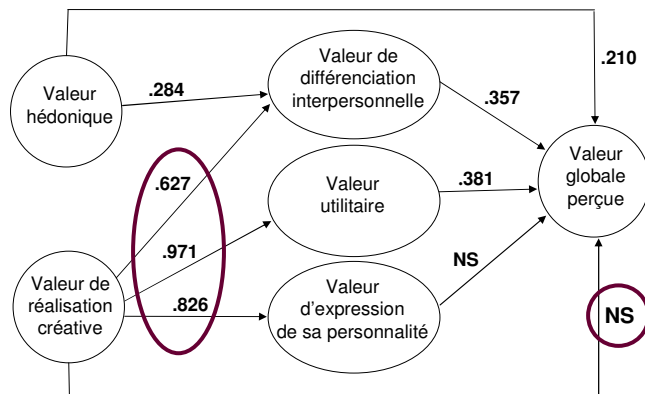 Valeur
hédonique
Valeur de
différenciation
interpersonnelle
.284
.357
.210
Valeur
globale
perçue
.627
Valeur
utilitaire
.381
.971
Valeur de
réalisation
créative
.826
Valeur
d'expression
de sa personnalité
NS
NS